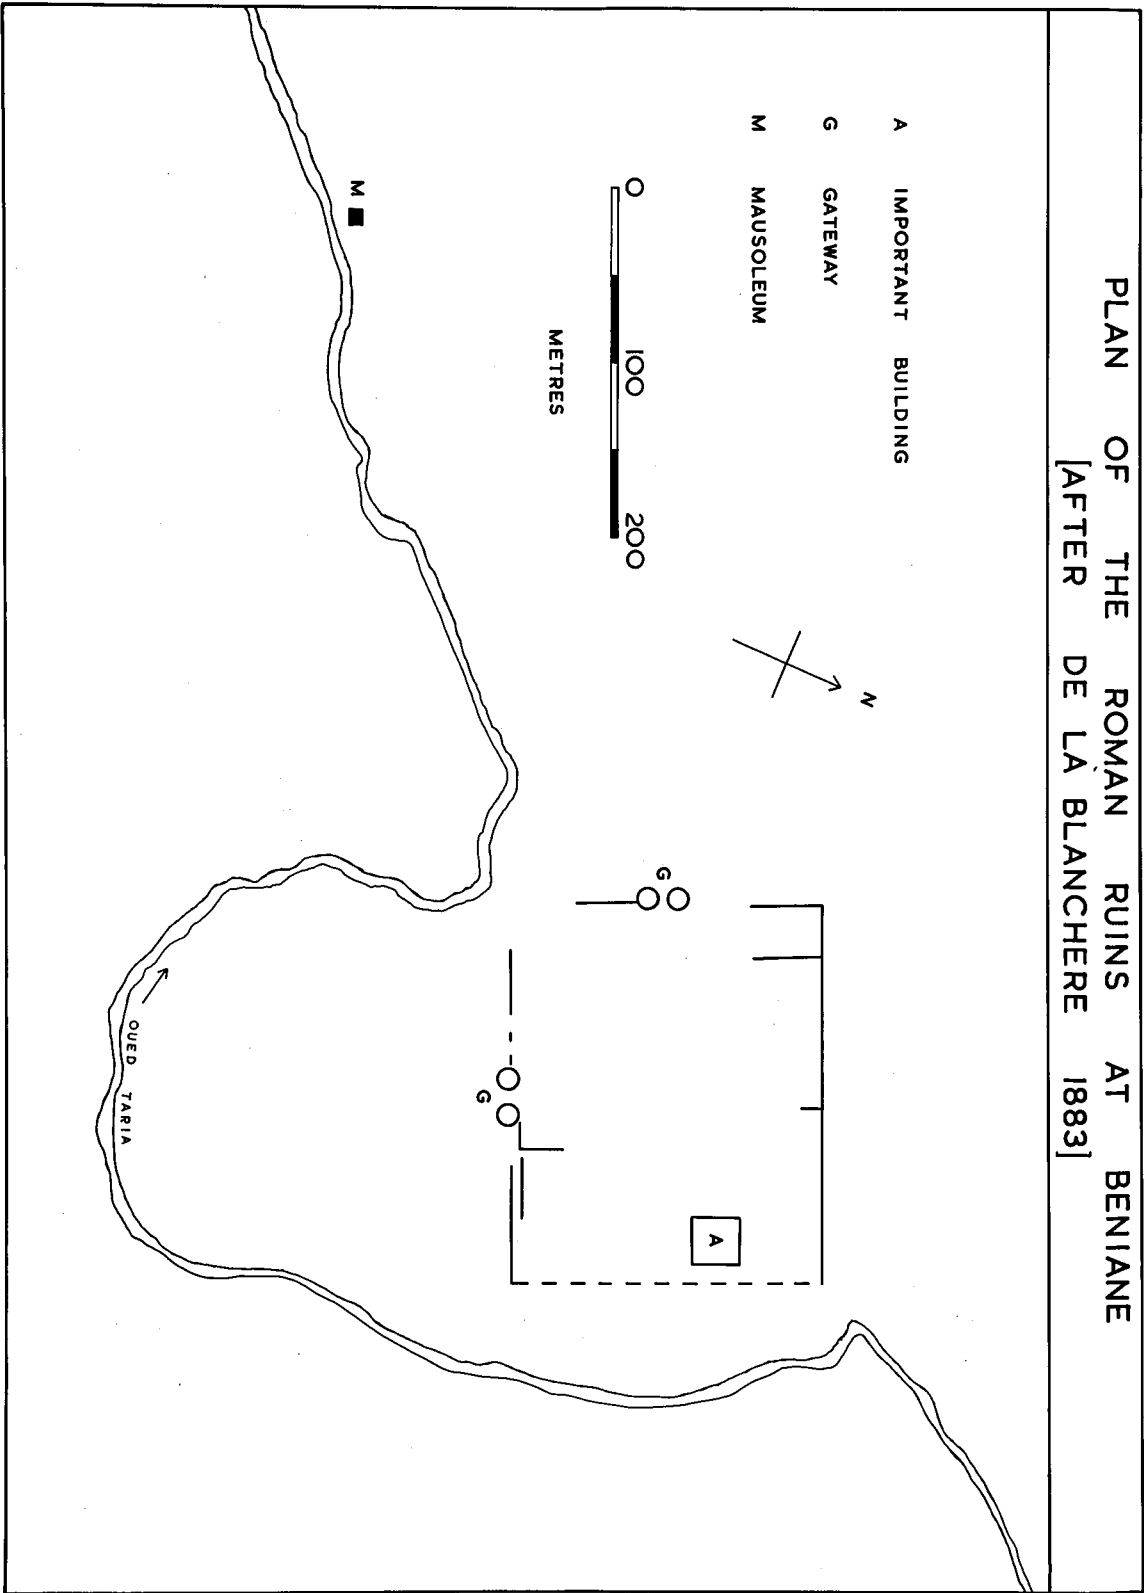 PLAN OF THE ROMAN RUINS AT BENIANE
[AFTER DE LA BLANCHERE 1883]
A IMPORTANT BUILDING
G GATEWAY
M MAUSOLEUM
0 100 200
METRES
N
M
G
G
A
OUED TARIA